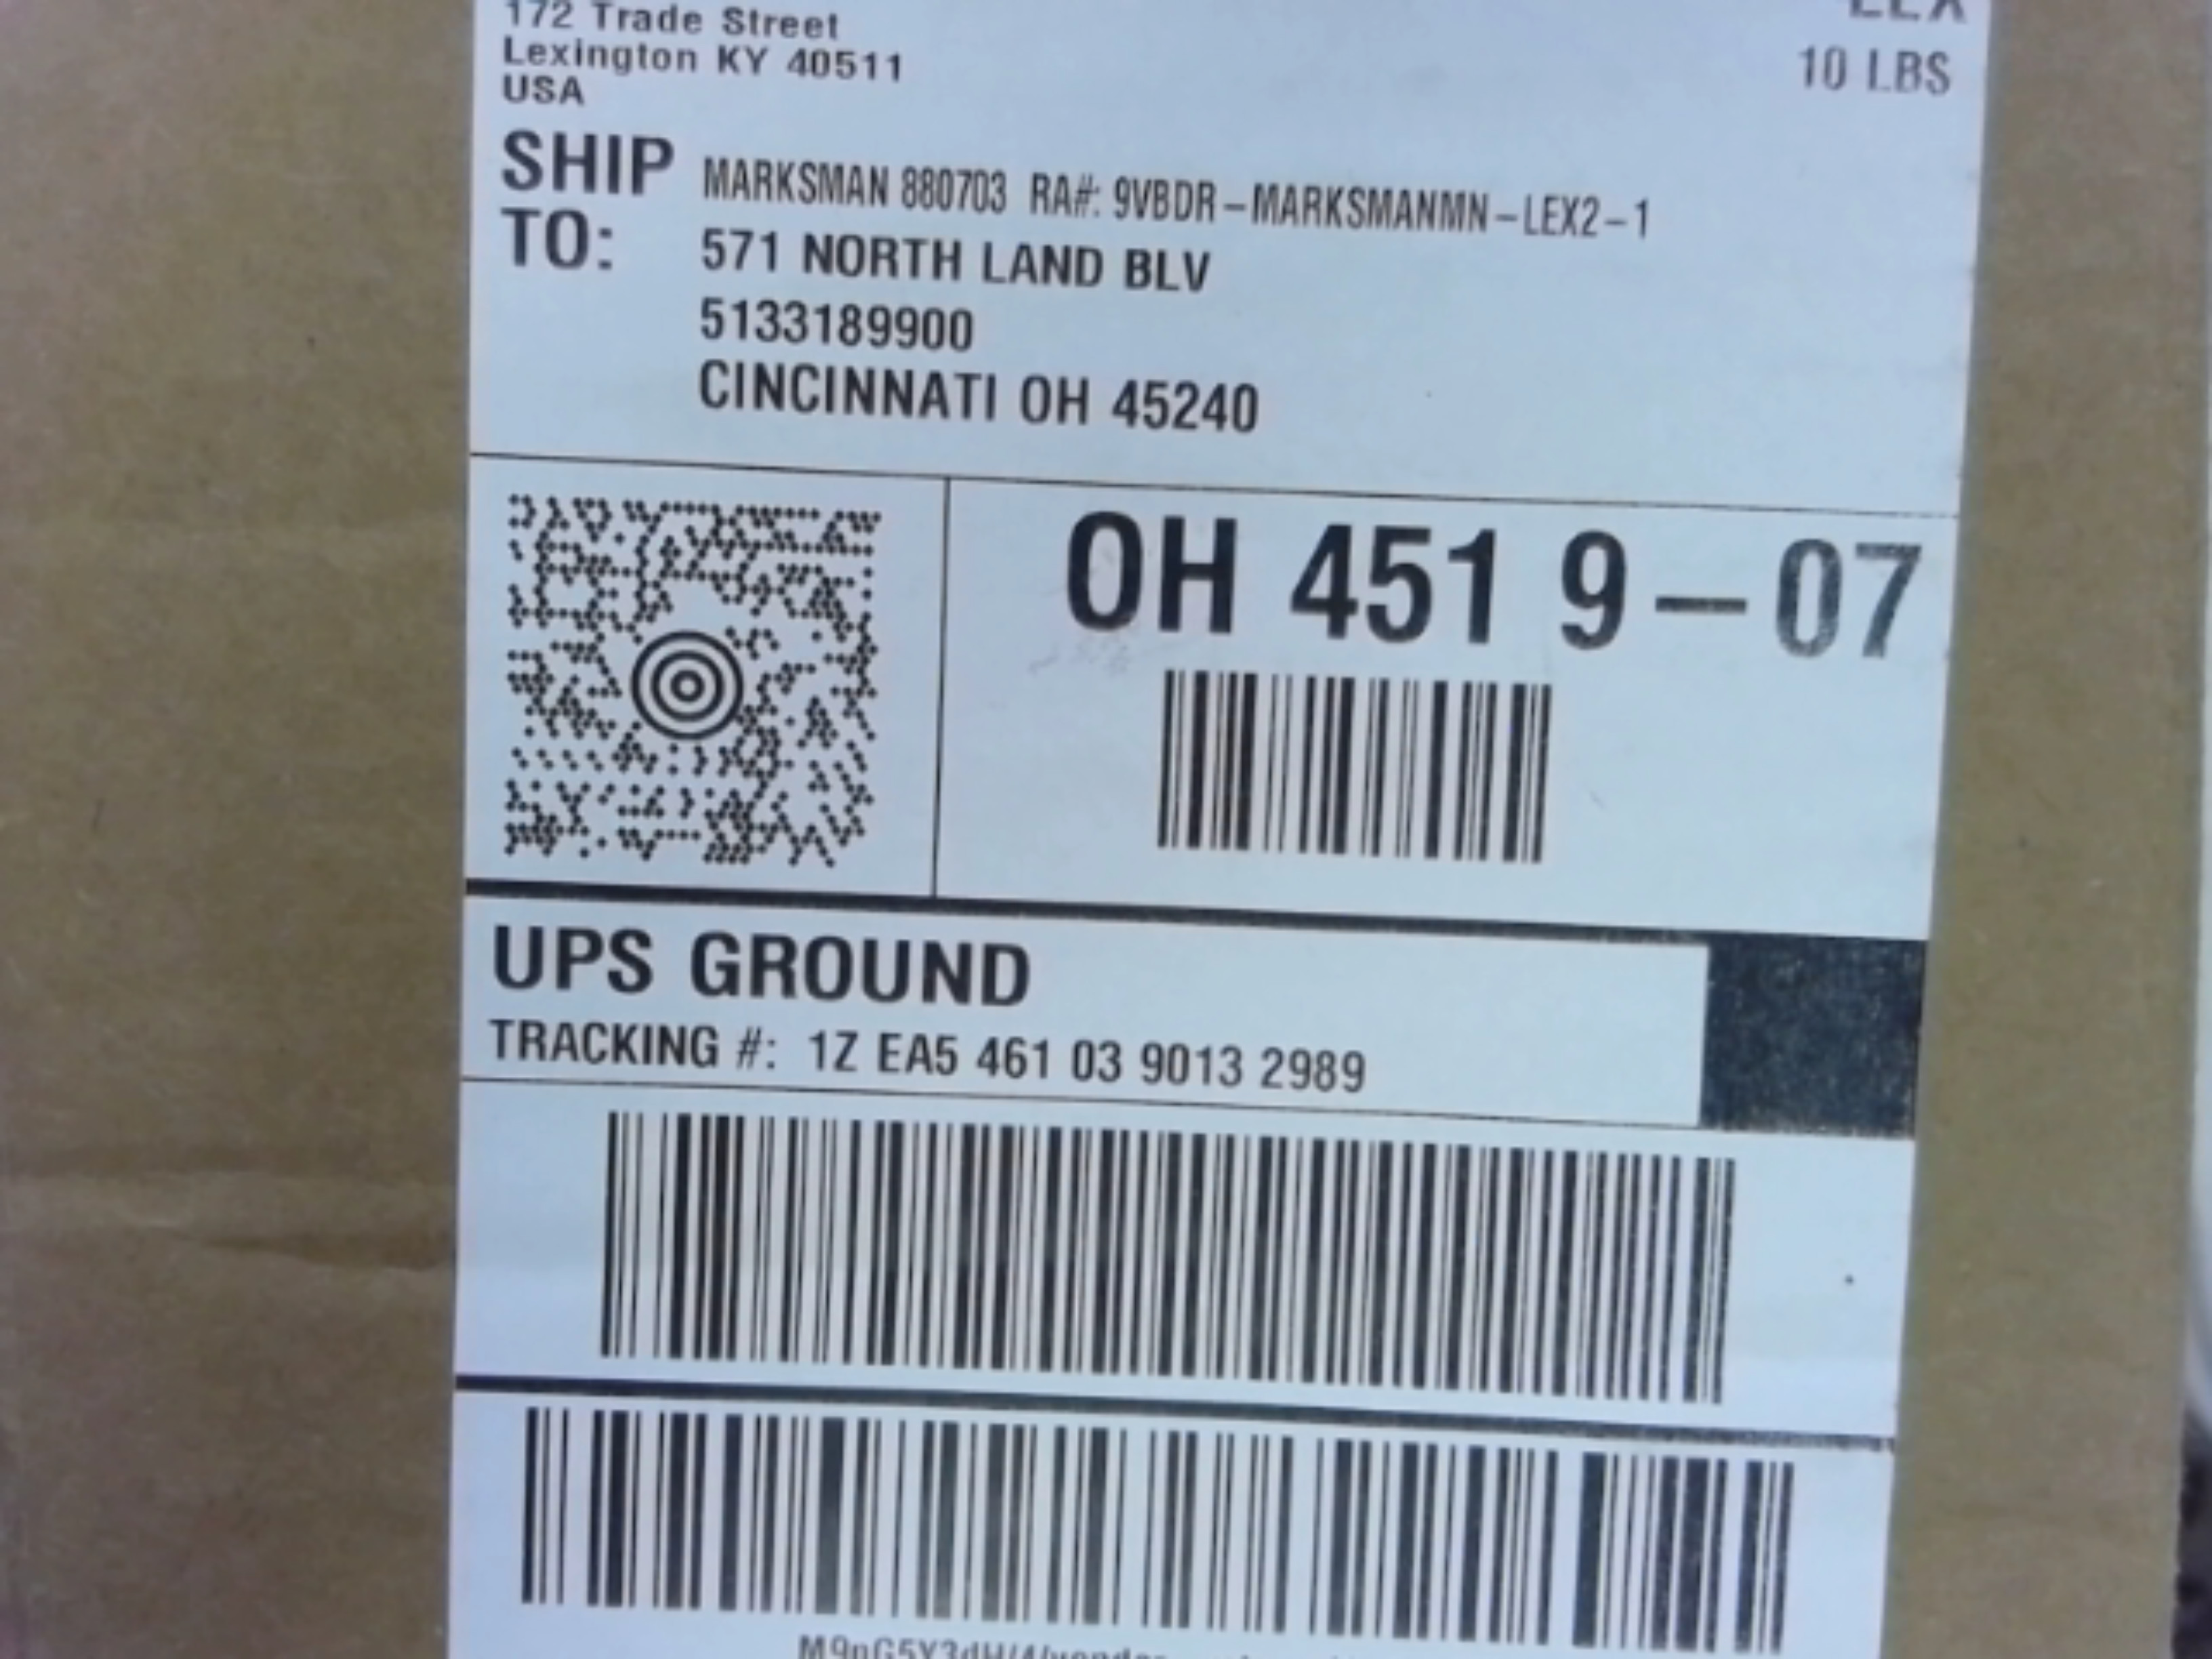 172 Trade Street
Lexington KY 40511
USA
LEX
10 LBS
SHIP TO:
MARKSMAN 880703 RA#: 9VBDR-MARKSMANMN-LEX2-1
571 NORTH LAND BLV
5133189900
CINCINNATI OH 45240
OH 451 9-07
UPS GROUND
TRACKING #: 1Z EA5 461 03 9013 2989